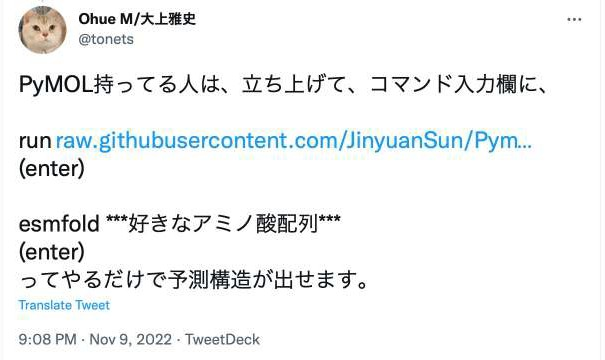 Ohue M/大上雅史
@tonets
PyMOL持ってる人は、立ち上げて、コマンド入力欄に、
run raw.githubusercontent.com/JinyuanSun/Pym...
(enter)
esmfold ***好きなアミノ酸配列***
(enter)
ってやるだけで予測構造が出せます。
Translate Tweet
9:08 PM · Nov 9, 2022 · TweetDeck